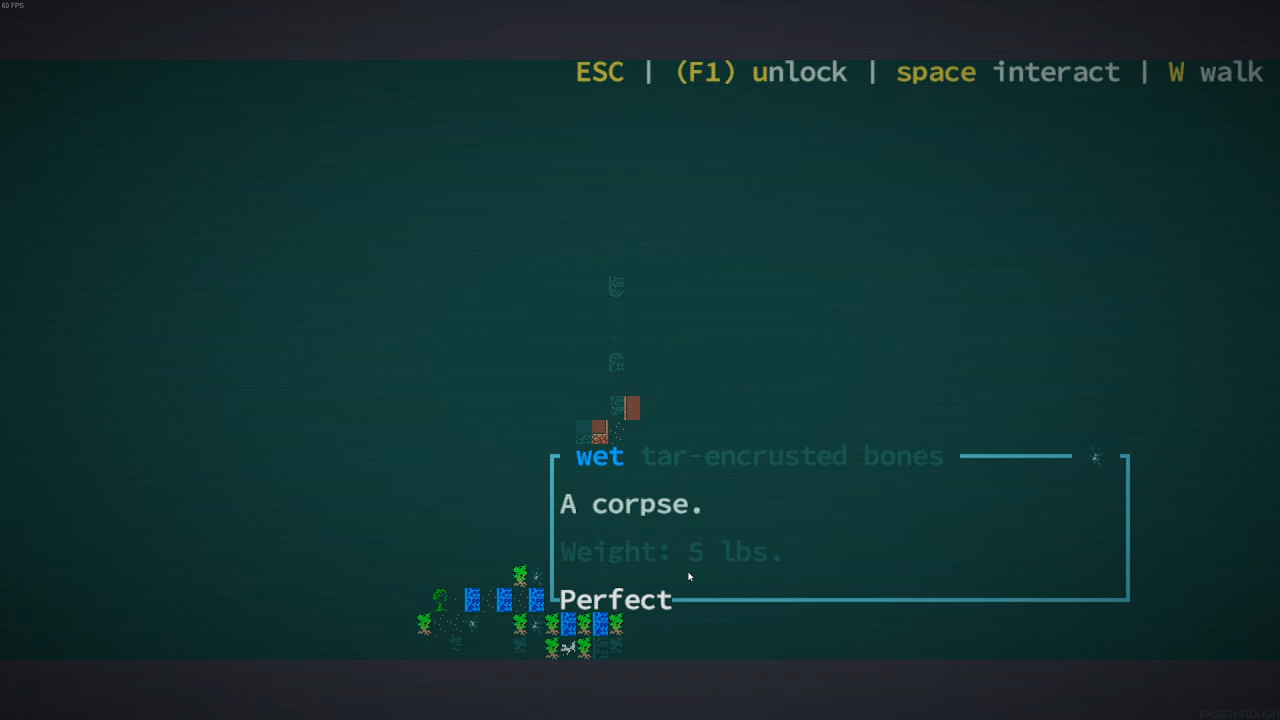 60 FPS
ESC | (F1) unlock | space interact | W walk
wet tar-encrusted bones
A corpse.
Weight: 5 lbs.
Perfect